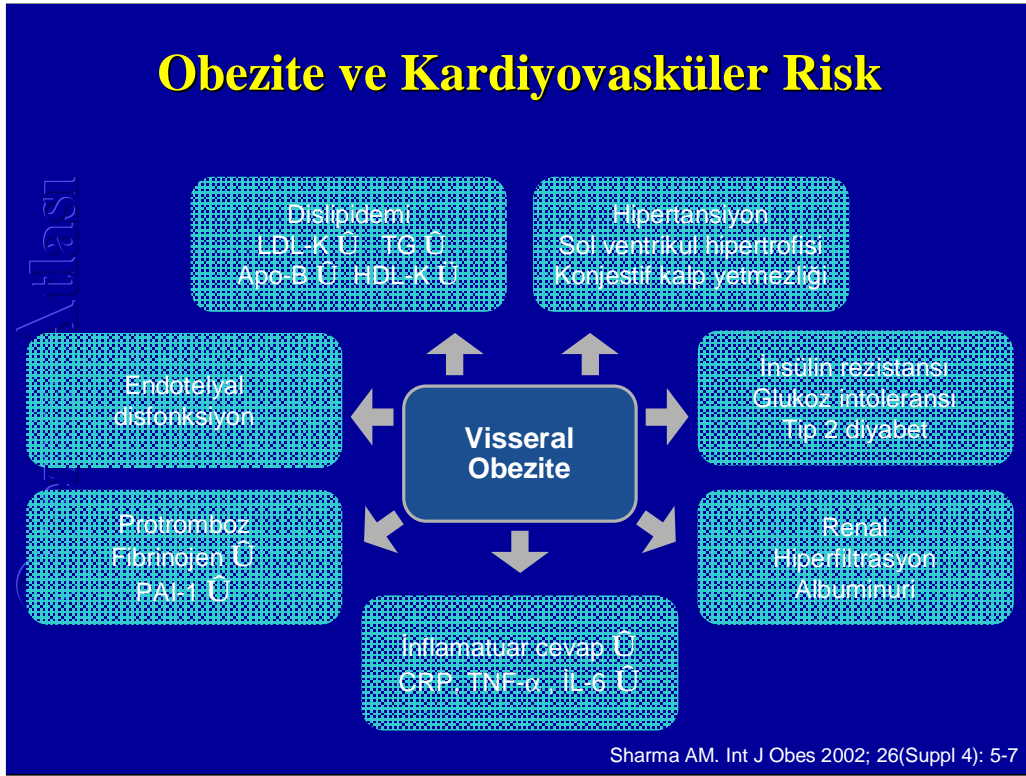 Obezite ve Kardiyovasküler Risk
Dislipidemi
LDL-K Û TG Û
Apo-B Û HDL-K Ü
Hipertansiyon
Sol ventrikul hipertrofisi
Konjestif kalp yetmezliği
Endotelyal
disfonksiyon
Visseral
Obezite
İnsülin rezistansı
Glukoz intoleransı
Tip 2 diyabet
Protromboz
Fibrinojen Û
PAI-1 Û
Renal
Hiperfiltrasyon
Albuminuri
İnflamatuar cevap Û
CRP, TNF-α , İL-6 Û
Atlası
Sharma AM. Int J Obes 2002; 26(Suppl 4): 5-7